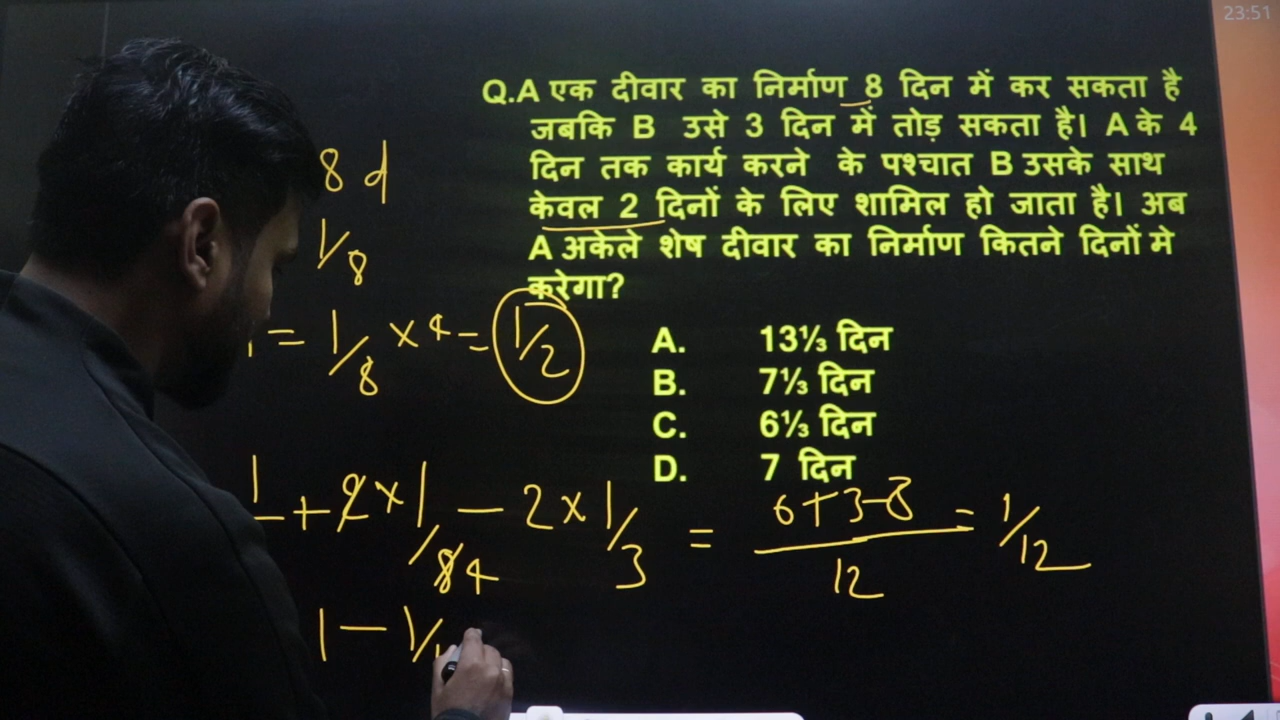 23:51
Q.A एक दीवार का निर्माण 8 दिन में कर सकता है
जबकि B उसे 3 दिन में तोड़ सकता है। A के 4
दिन तक कार्य करने के पश्चात B उसके साथ
केवल 2 दिनों के लिए शामिल हो जाता है। अब
A अकेले शेष दीवार का निर्माण कितने दिनों मे
करेगा?
A. 13⅓ दिन
B. 7⅓ दिन
C. 6⅓ दिन
D. 7 दिन
8 d
1/8
= 1/8 × 4 = 1/2
1 + 2 × 1/8 4 — 2 × 1/3 = 6+3-8/12 = 1/12
1 — 1/1